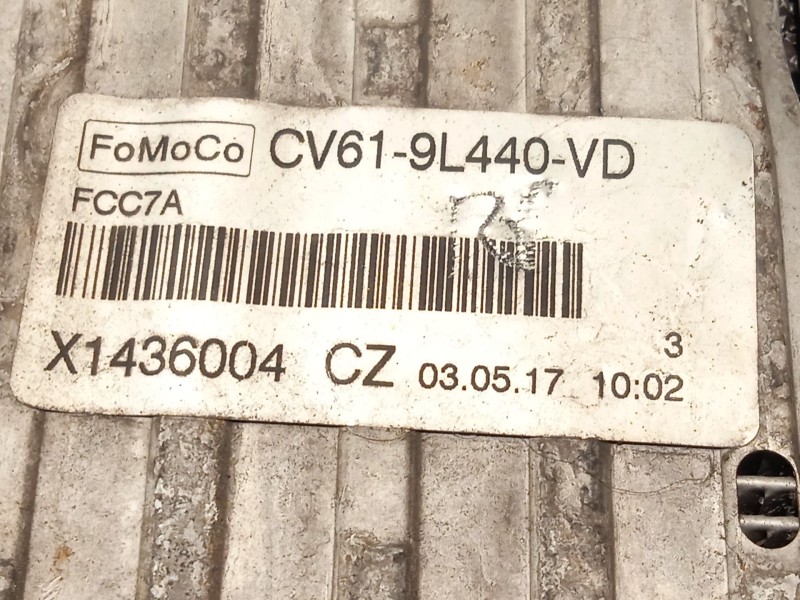 FoMoCo CV61-9L440-VD
FCC7A
3
X1436004 CZ 03.05.17 10:02